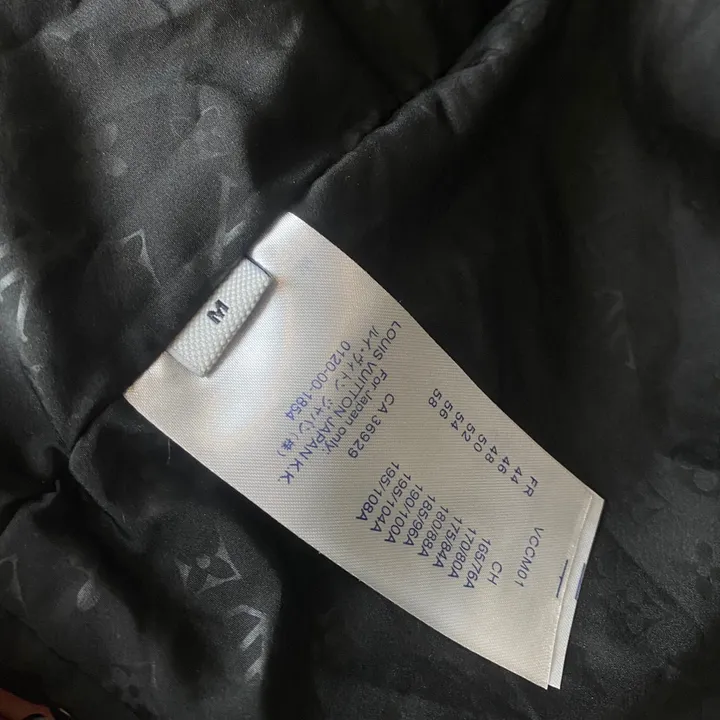 VCCM01
FR CH
44 165/76A
46 170/80A
48 175/84A
50 180/88A
52 185/96A
54 190/100A
56 195/104A
58 195/108A
CA 36929
For Japan only:
LOUIS VUITTON JAPAN K.K.
ルイ・ヴィトン ジャパン(株)
0120-00-1854
M